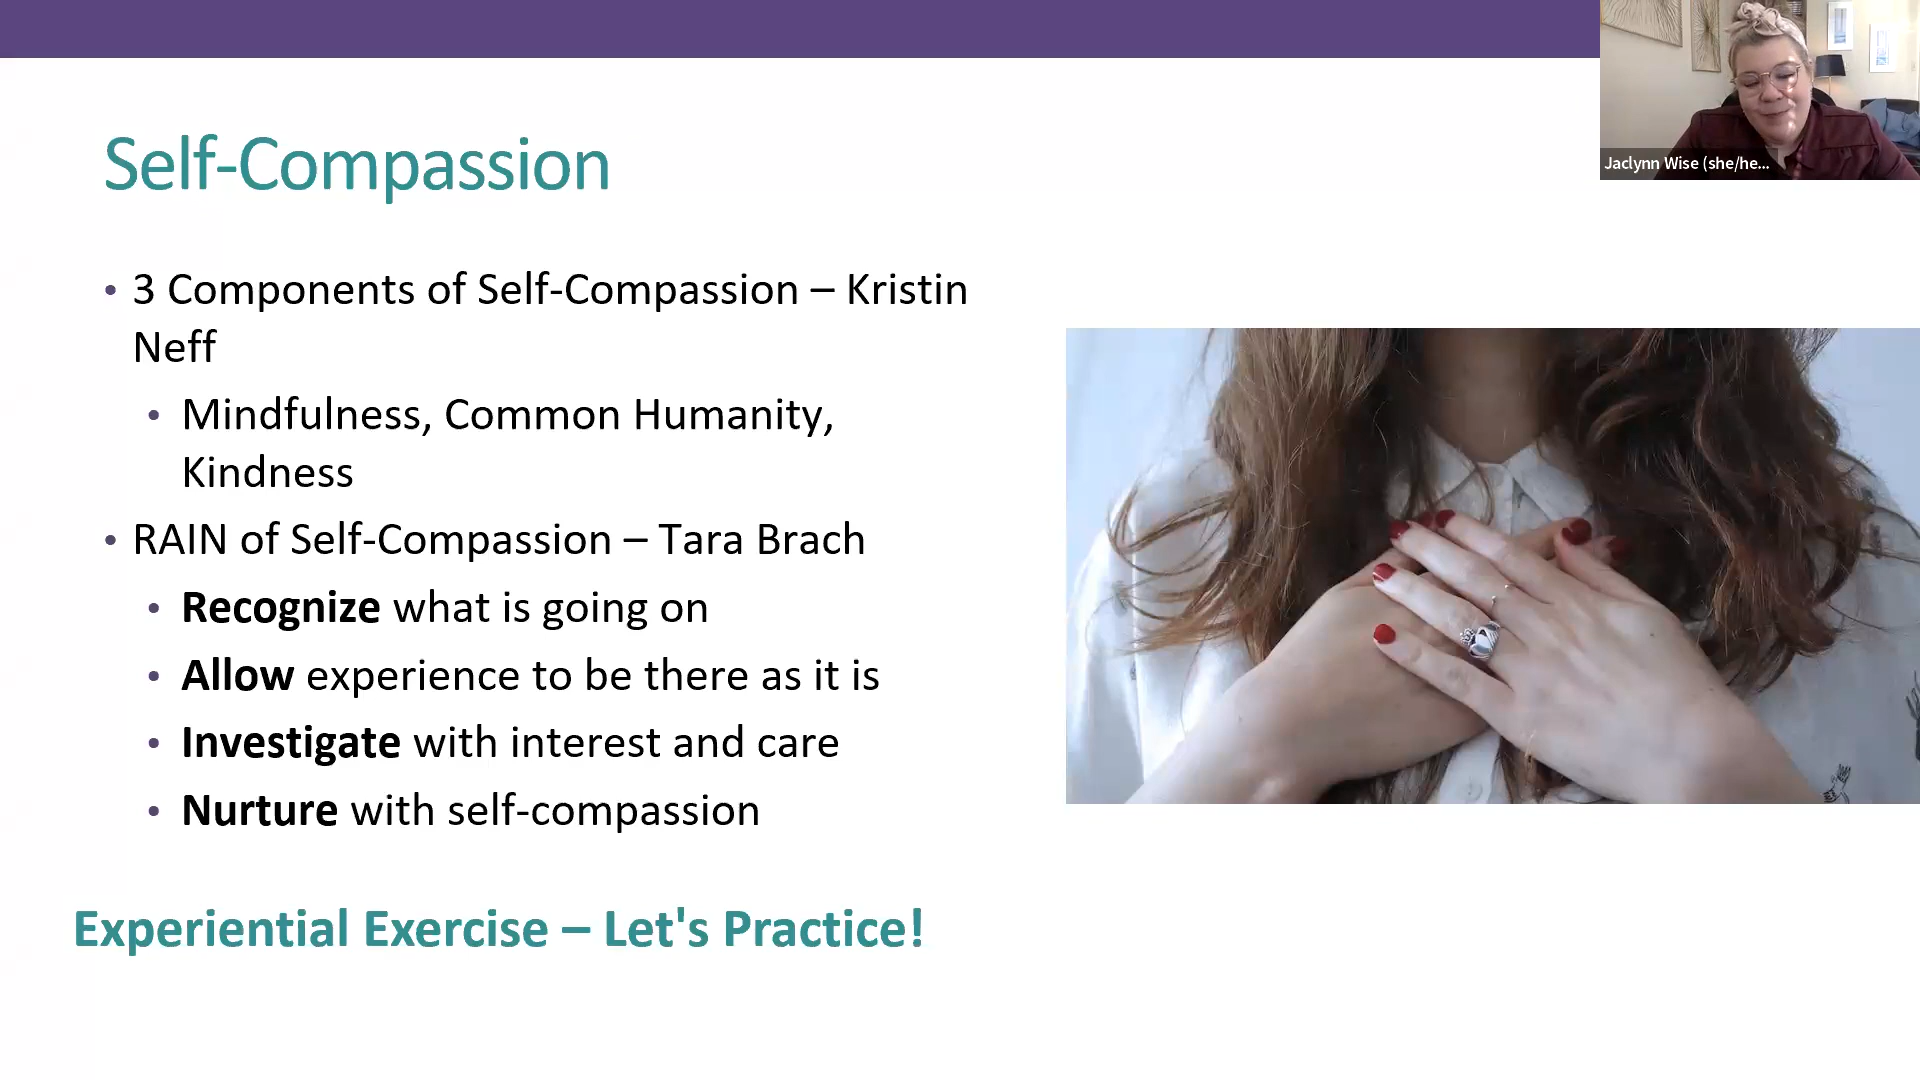 Self-Compassion
• 3 Components of Self-Compassion – Kristin
Neff
• Mindfulness, Common Humanity,
Kindness
• RAIN of Self-Compassion – Tara Brach
• Recognize what is going on
• Allow experience to be there as it is
• Investigate with interest and care
• Nurture with self-compassion
Experiential Exercise – Let's Practice!
Jaclynn Wise (she/he...